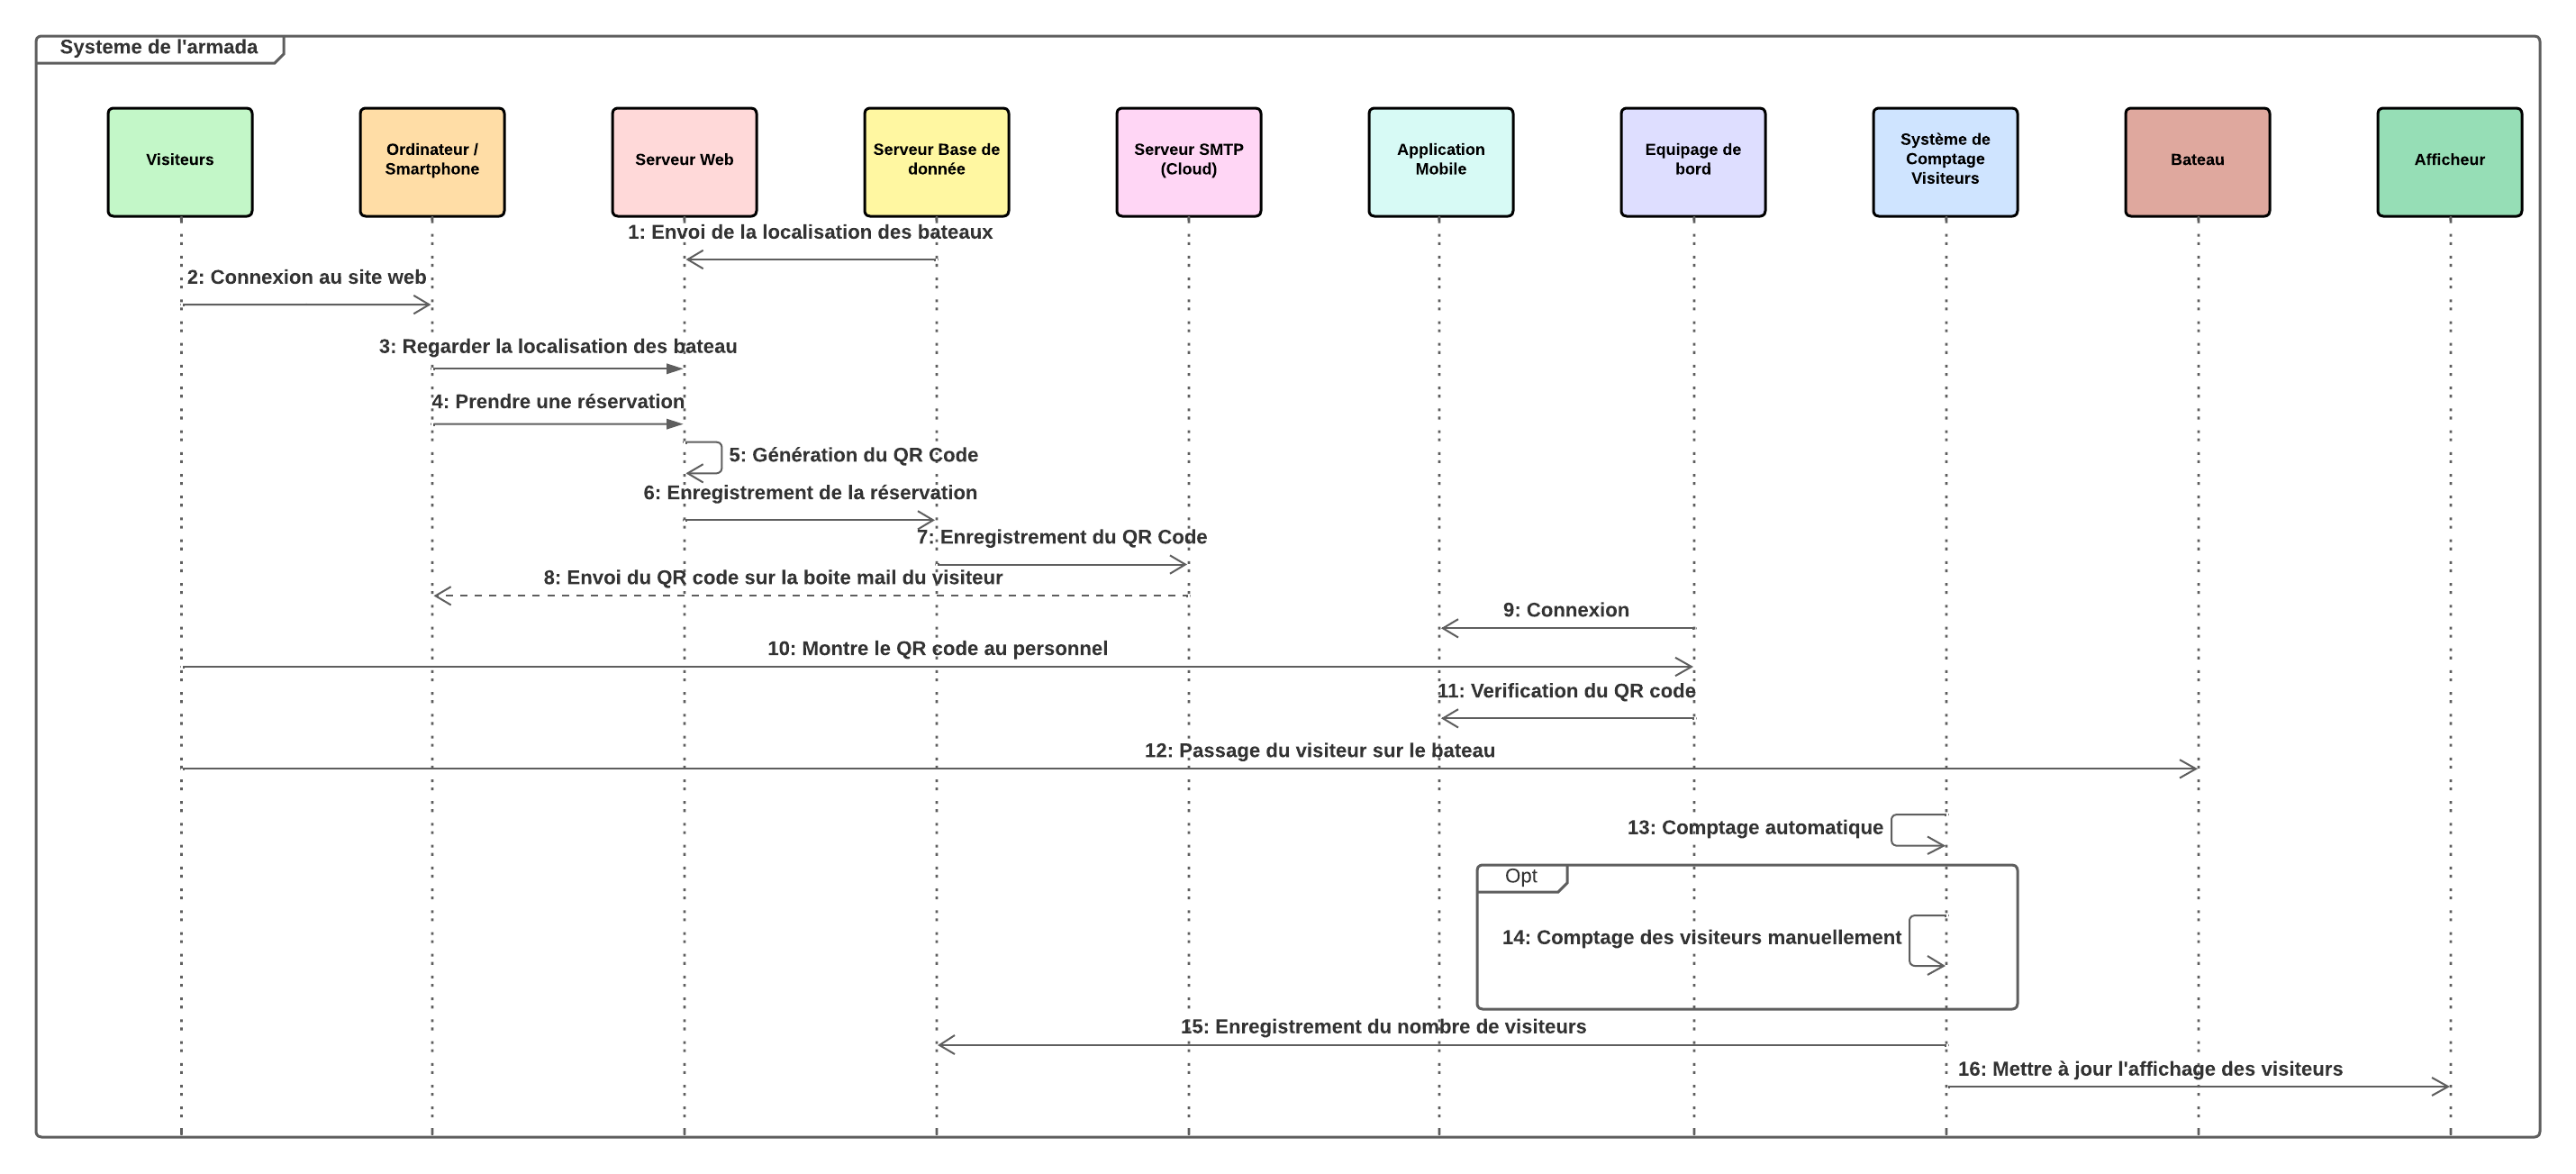 Systeme de l'armada
Visiteurs
Ordinateur /
Smartphone
Serveur Web
Serveur Base de
donnée
Serveur SMTP
(Cloud)
Application
Mobile
Equipage de
bord
Système de
Comptage
Visiteurs
Bateau
Afficheur
1: Envoi de la localisation des bateaux
2: Connexion au site web
3: Regarder la localisation des bateau
4: Prendre une réservation
5: Génération du QR Code
6: Enregistrement de la réservation
7: Enregistrement du QR Code
8: Envoi du QR code sur la boite mail du visiteur
9: Connexion
10: Montre le QR code au personnel
11: Verification du QR code
12: Passage du visiteur sur le bateau
13: Comptage automatique
Opt
14: Comptage des visiteurs manuellement
15: Enregistrement du nombre de visiteurs
16: Mettre à jour l'affichage des visiteurs